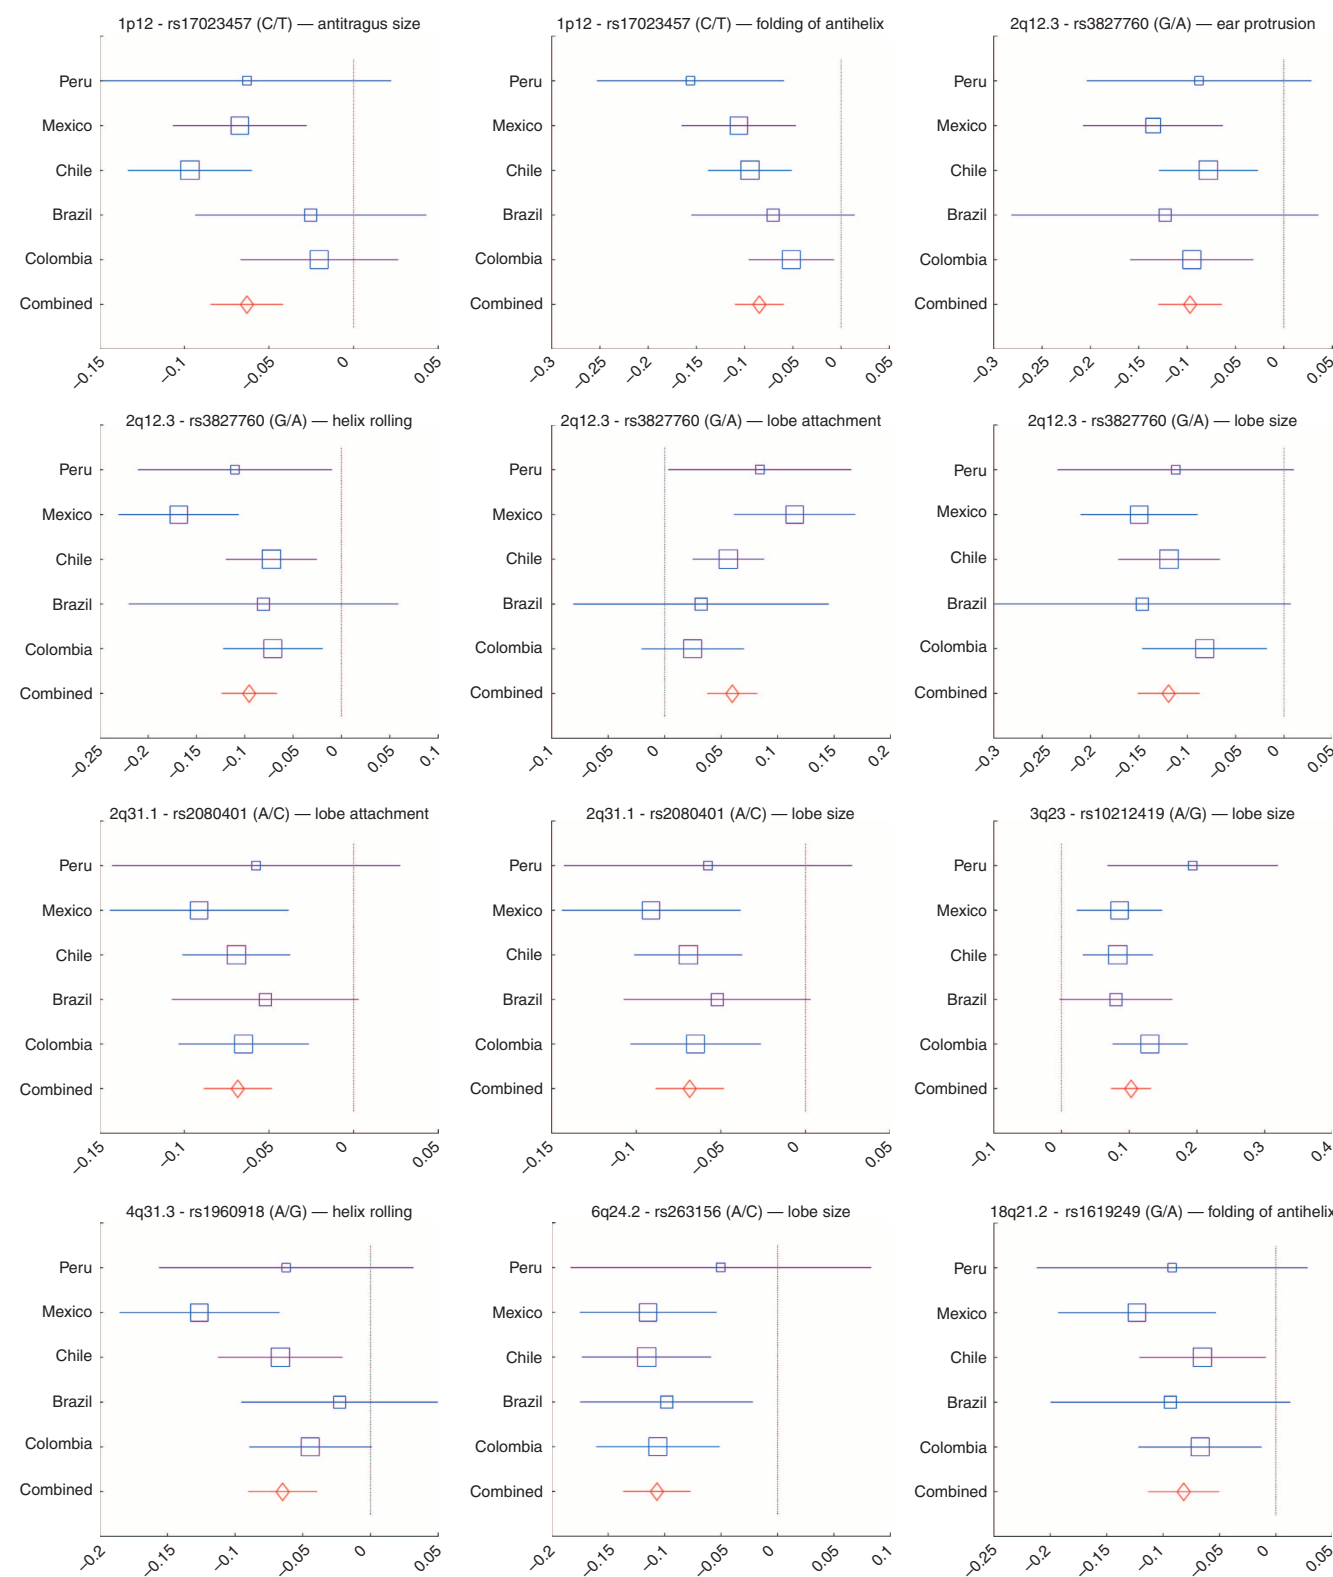 1p12 - rs17023457 (C/T) — antitragus size
Peru
Mexico
Chile
Brazil
Colombia
Combined
−0.15
−0.1
−0.05
0
0.05
1p12 - rs17023457 (C/T) — folding of antihelix
Peru
Mexico
Chile
Brazil
Colombia
Combined
−0.3
−0.25
−0.2
−0.15
−0.1
−0.05
0
0.05
2q12.3 - rs3827760 (G/A) — ear protrusion
Peru
Mexico
Chile
Brazil
Colombia
Combined
−0.3
−0.25
−0.2
−0.15
−0.1
−0.05
0
0.05
2q12.3 - rs3827760 (G/A) — helix rolling
Peru
Mexico
Chile
Brazil
Colombia
Combined
−0.25
−0.2
−0.15
−0.1
−0.05
0
0.05
0.1
2q12.3 - rs3827760 (G/A) — lobe attachment
Peru
Mexico
Chile
Brazil
Colombia
Combined
−0.1
−0.05
0
0.05
0.1
0.15
0.2
2q12.3 - rs3827760 (G/A) — lobe size
Peru
Mexico
Chile
Brazil
Colombia
Combined
−0.3
−0.25
−0.2
−0.15
−0.1
−0.05
0
0.05
2q31.1 - rs2080401 (A/C) — lobe attachment
Peru
Mexico
Chile
Brazil
Colombia
Combined
−0.15
−0.1
−0.05
0
0.05
2q31.1 - rs2080401 (A/C) — lobe size
Peru
Mexico
Chile
Brazil
Colombia
Combined
−0.15
−0.1
−0.05
0
0.05
3q23 - rs10212419 (A/G) — lobe size
Peru
Mexico
Chile
Brazil
Colombia
Combined
−0.1
0
0.1
0.2
0.3
0.4
4q31.3 - rs1960918 (A/G) — helix rolling
Peru
Mexico
Chile
Brazil
Colombia
Combined
−0.2
−0.15
−0.1
−0.05
0
0.05
6q24.2 - rs263156 (A/C) — lobe size
Peru
Mexico
Chile
Brazil
Colombia
Combined
−0.2
−0.15
−0.1
−0.05
0
0.05
0.1
18q21.2 - rs1619249 (G/A) — folding of antihelix
Peru
Mexico
Chile
Brazil
Colombia
Combined
−0.25
−0.2
−0.15
−0.1
−0.05
0
0.05